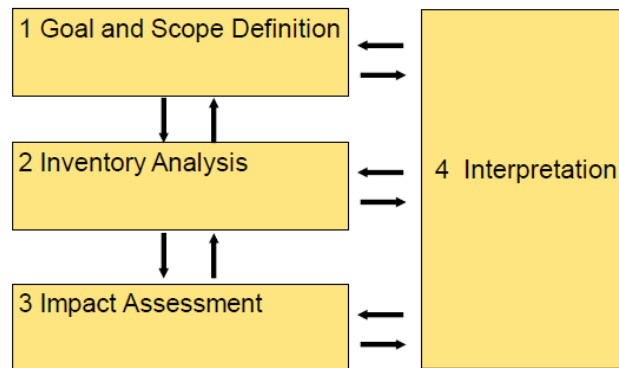 1 Goal and Scope Definition
2 Inventory Analysis
4 Interpretation
3 Impact Assessment